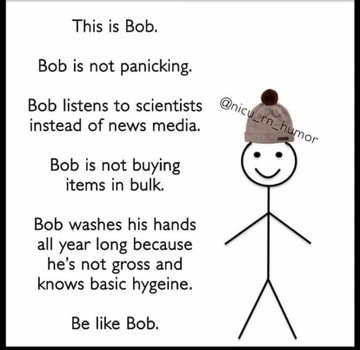 This is Bob.
Bob is not panicking.
Bob listens to scientists
instead of news media.
@nicu_rn_humor
Bob is not buying
items in bulk.
Bob washes his hands
all year long because
he's not gross and
knows basic hygeine.
Be like Bob.